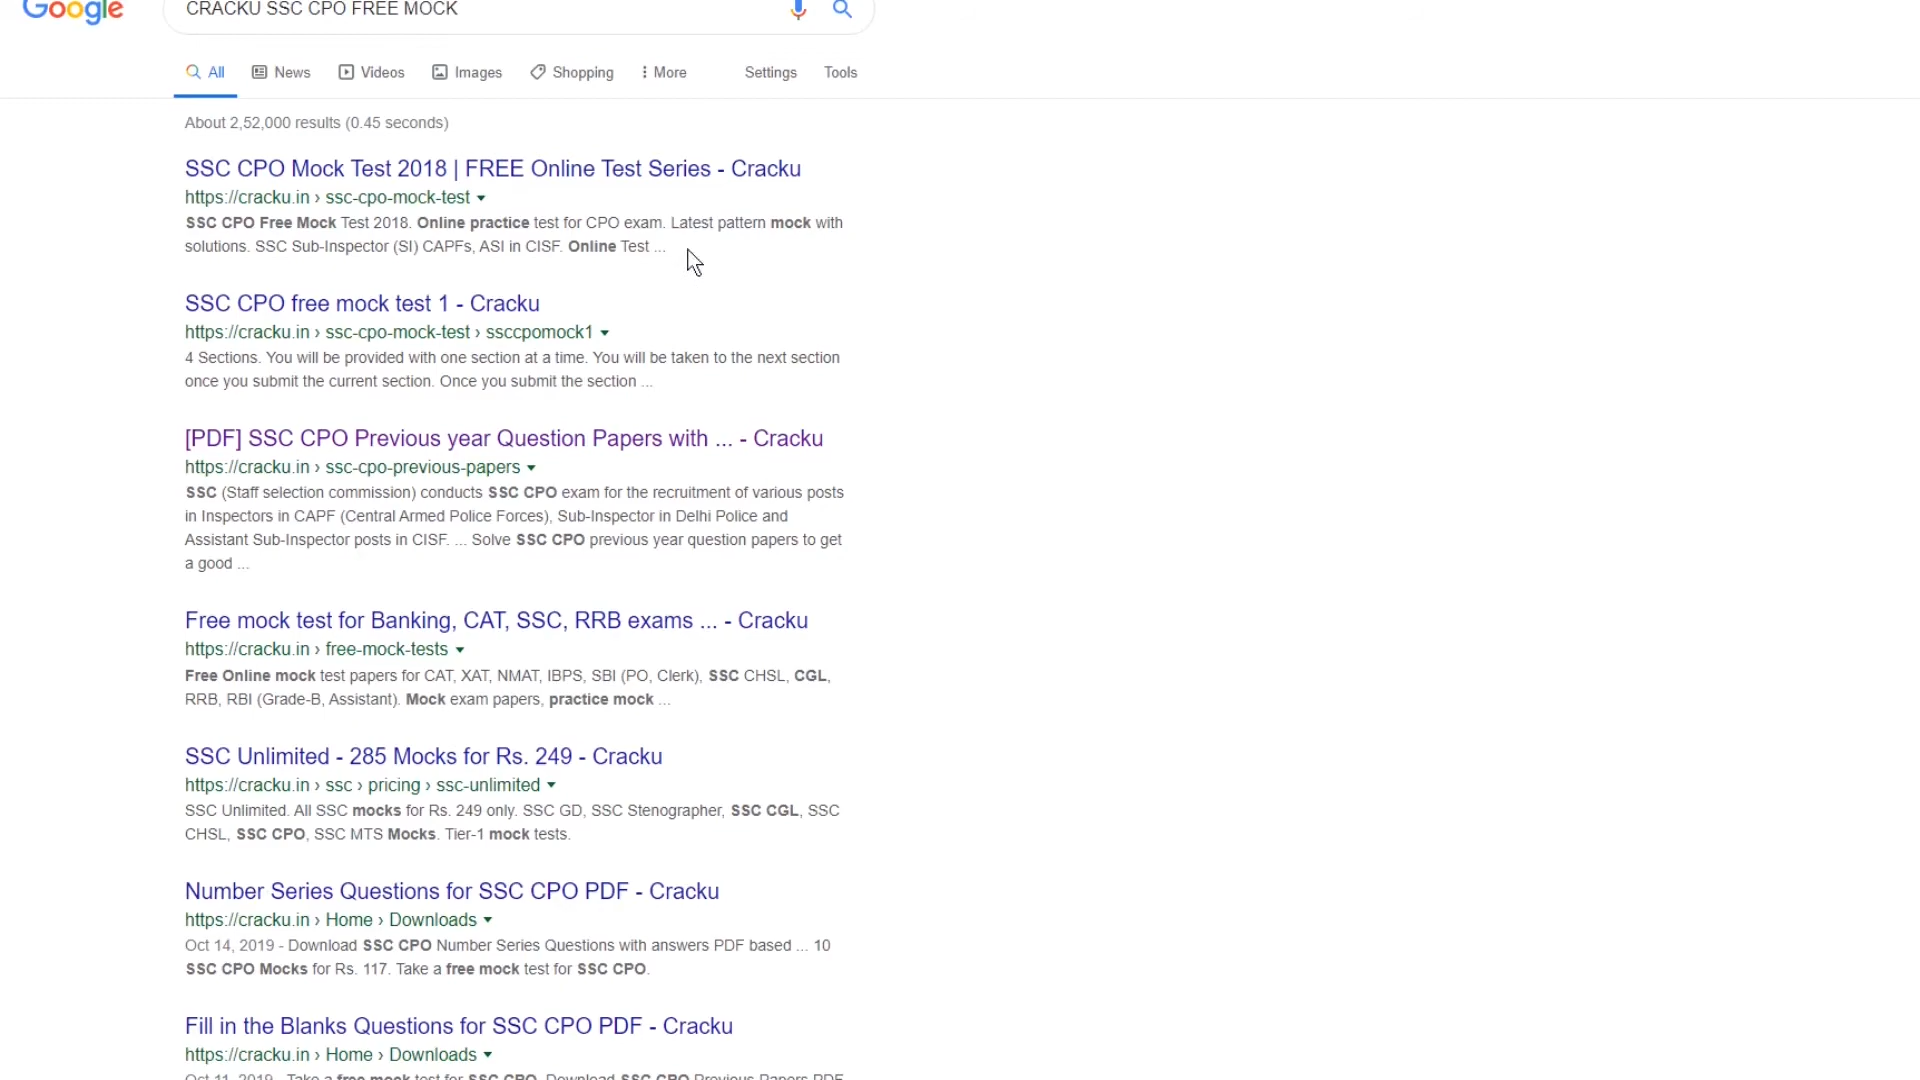 Google
CRACKU SSC CPO FREE MOCK
All News Videos Images Shopping More Settings Tools
About 2,52,000 results (0.45 seconds)
SSC CPO Mock Test 2018 | FREE Online Test Series - Cracku
https://cracku.in › ssc-cpo-mock-test
SSC CPO Free Mock Test 2018. Online practice test for CPO exam. Latest pattern mock with
solutions. SSC Sub-Inspector (SI) CAPFs, ASI in CISF. Online Test ...
SSC CPO free mock test 1 - Cracku
https://cracku.in › ssc-cpo-mock-test › ssccpomock1
4 Sections. You will be provided with one section at a time. You will be taken to the next section
once you submit the current section. Once you submit the section ...
[PDF] SSC CPO Previous year Question Papers with ... - Cracku
https://cracku.in › ssc-cpo-previous-papers
SSC (Staff selection commission) conducts SSC CPO exam for the recruitment of various posts
in Inspectors in CAPF (Central Armed Police Forces), Sub-Inspector in Delhi Police and
Assistant Sub-Inspector posts in CISF. ... Solve SSC CPO previous year question papers to get
a good ...
Free mock test for Banking, CAT, SSC, RRB exams ... - Cracku
https://cracku.in › free-mock-tests
Free Online mock test papers for CAT, XAT, NMAT, IBPS, SBI (PO, Clerk), SSC CHSL, CGL,
RRB, RBI (Grade-B, Assistant). Mock exam papers, practice mock ...
SSC Unlimited - 285 Mocks for Rs. 249 - Cracku
https://cracku.in › ssc › pricing › ssc-unlimited
SSC Unlimited. All SSC mocks for Rs. 249 only. SSC GD, SSC Stenographer, SSC CGL, SSC
CHSL, SSC CPO, SSC MTS Mocks. Tier-1 mock tests.
Number Series Questions for SSC CPO PDF - Cracku
https://cracku.in › Home › Downloads
Oct 14, 2019 - Download SSC CPO Number Series Questions with answers PDF based ... 10
SSC CPO Mocks for Rs. 117. Take a free mock test for SSC CPO.
Fill in the Blanks Questions for SSC CPO PDF - Cracku
https://cracku.in › Home › Downloads
Oct 11, 2019 - Take a free mock test for SSC CPO. Download SSC CPO Previous Papers PDF